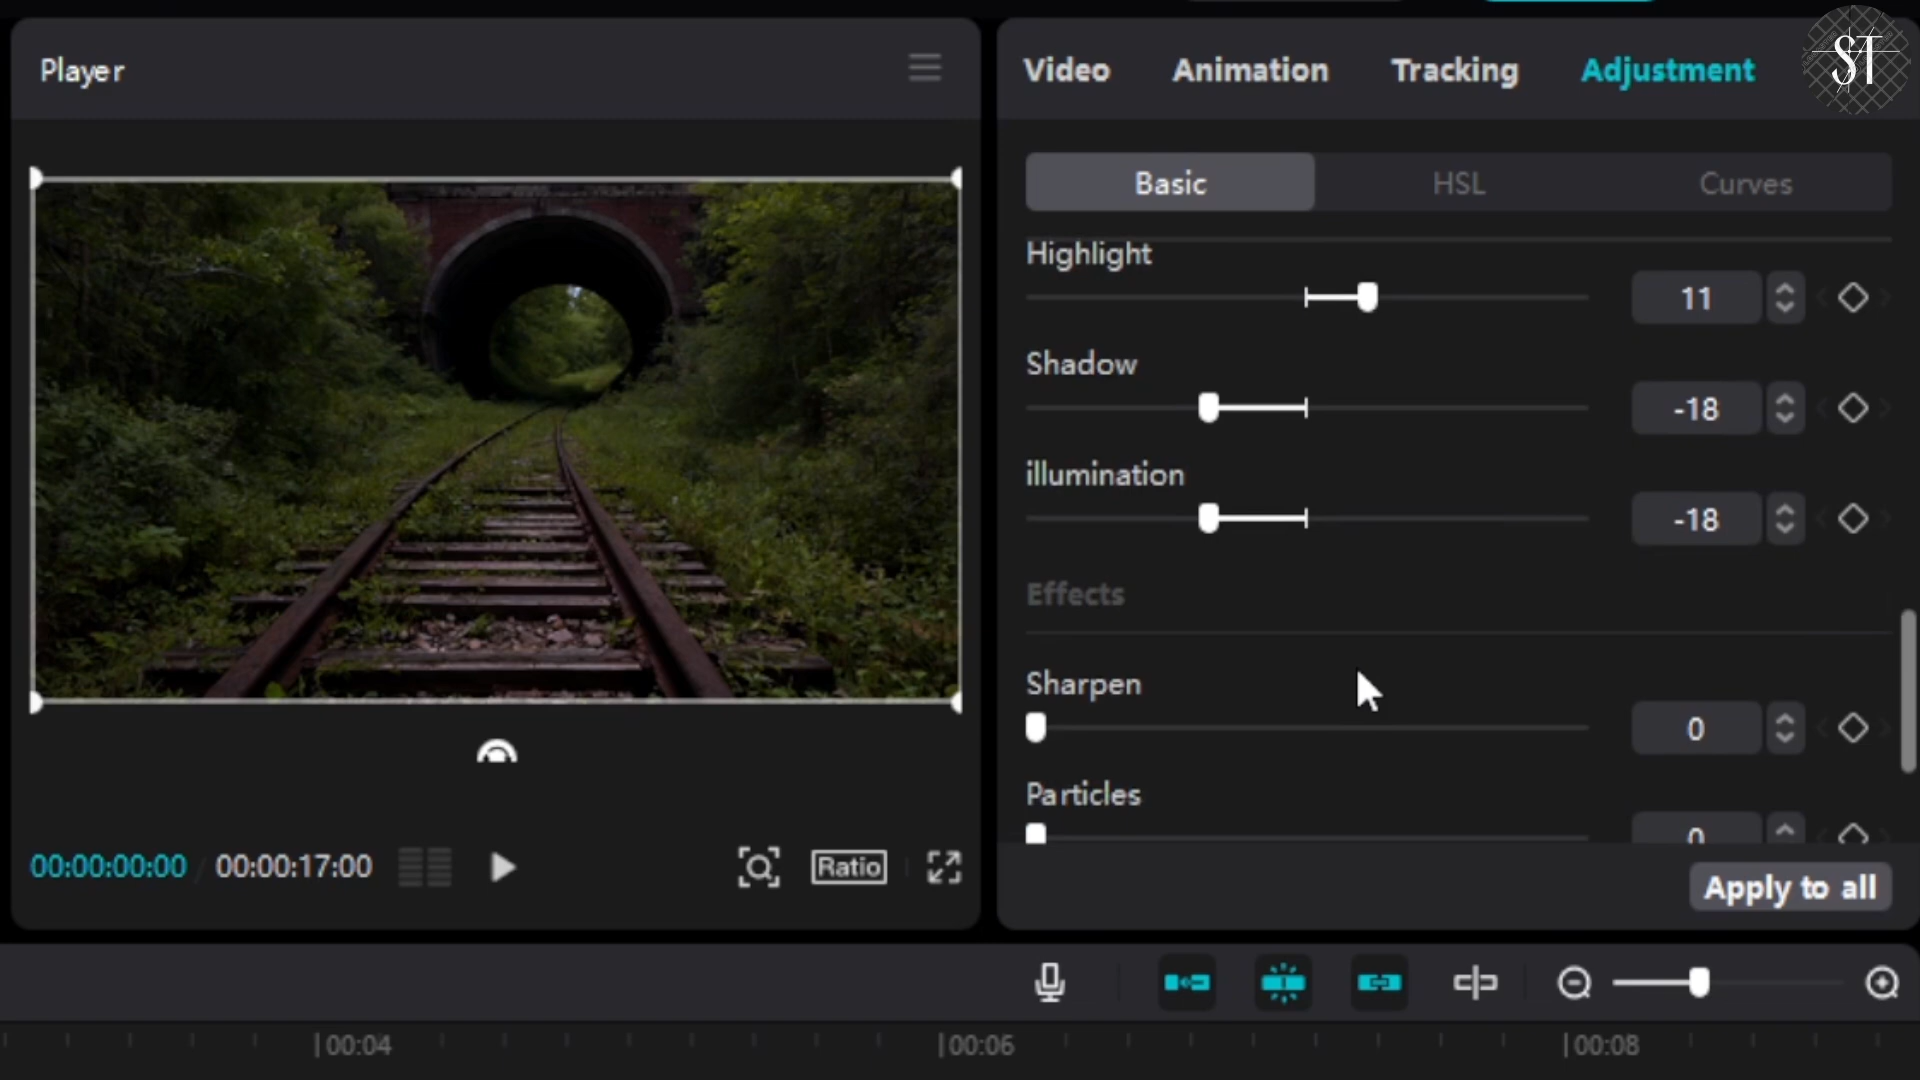 Player
Video Animation Tracking Adjustment
ST
Basic HSL Curves
Highlight
11
Shadow
-18
illumination
-18
Effects
Sharpen
0
Particles
0
00:00:00:00 / 00:00:17:00
Ratio
Apply to all
00:04 00:06 00:08